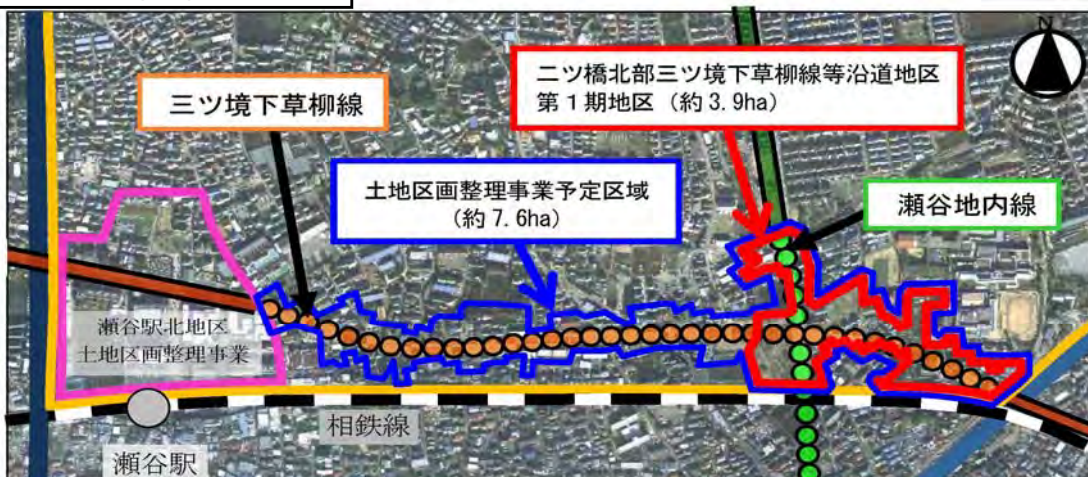 N
二ツ橋北部三ツ境下草柳線等沿道地区
第１期地区（約3.9ha）
三ツ境下草柳線
土地区画整理事業予定区域
（約7.6ha）
瀬谷地内線
瀬谷駅北地区
土地区画整理事業
相鉄線
瀬谷駅